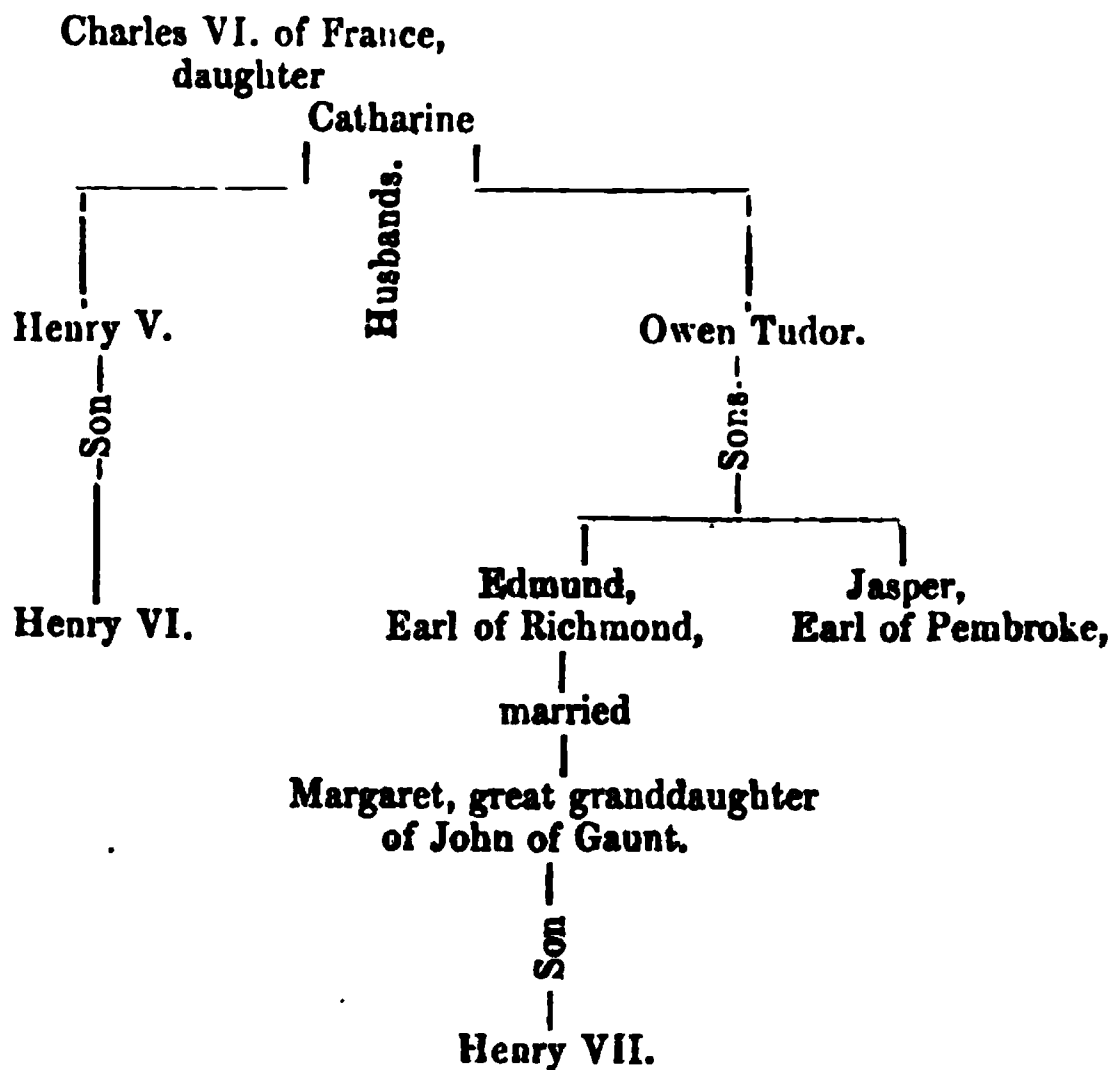 Charles VI. of France,
daughter
Catharine
Husbands.
Henry V.
Owen Tudor.
Son
Sons.
Edmund,
Earl of Richmond,
Jasper,
Earl of Pembroke,
Henry VI.
married
Margaret, great granddaughter
of John of Gaunt.
Son
Henry VII.